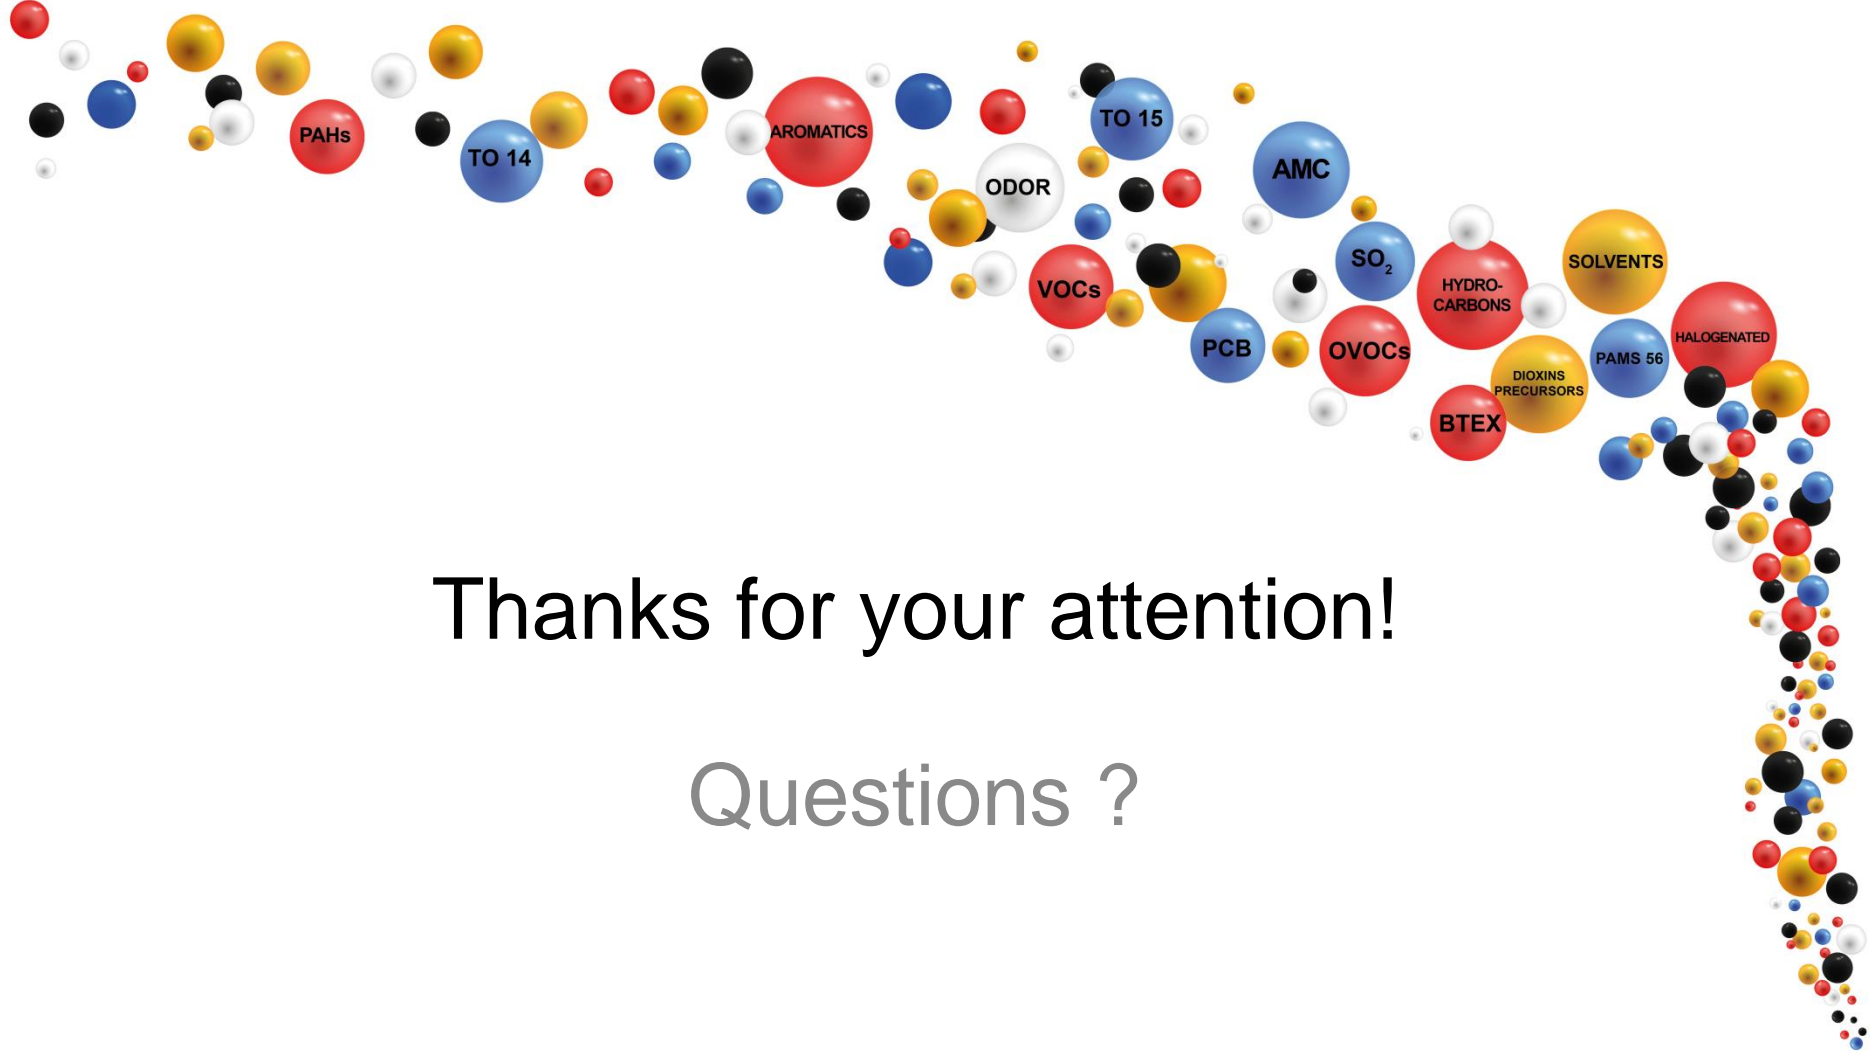 PAHs
TO 14
AROMATICS
ODOR
TO 15
AMC
VOCs
SO₂
HYDRO-
CARBONS
SOLVENTS
PCB
OVOCs
HALOGENATED
PAMS 56
DIOXINS
PRECURSORS
BTEX
Thanks for your attention!
Questions ?